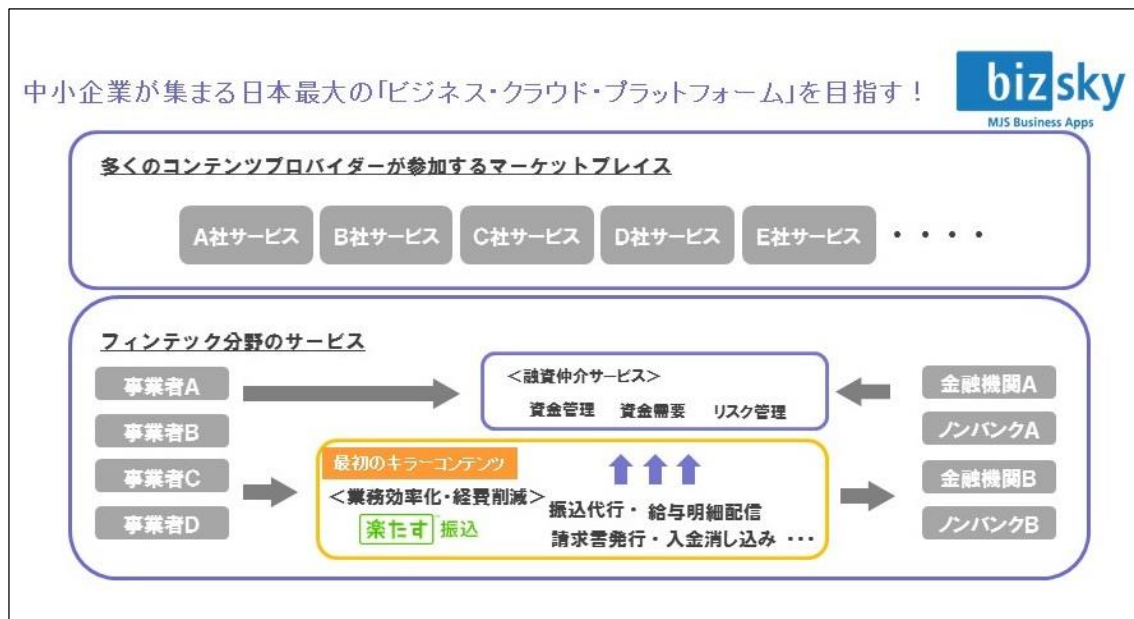 中小企業が集まる日本最大の「ビジネス・クラウド・プラットフォーム」を目指す！
bizsky
MJS Business Apps
多くのコンテンツプロバイダーが参加するマーケットプレイス
A社サービス
B社サービス
C社サービス
D社サービス
E社サービス
・・・・
フィンテック分野のサービス
事業者A
事業者B
事業者C
事業者D
＜融資仲介サービス＞
資金管理 資金需要 リスク管理
最初のキラーコンテンツ
＜業務効率化・経費削減＞
楽たす振込
振込代行・ 給与明細配信
請求書発行・入金消し込み・・・
金融機関A
ノンバンクA
金融機関B
ノンバンクB